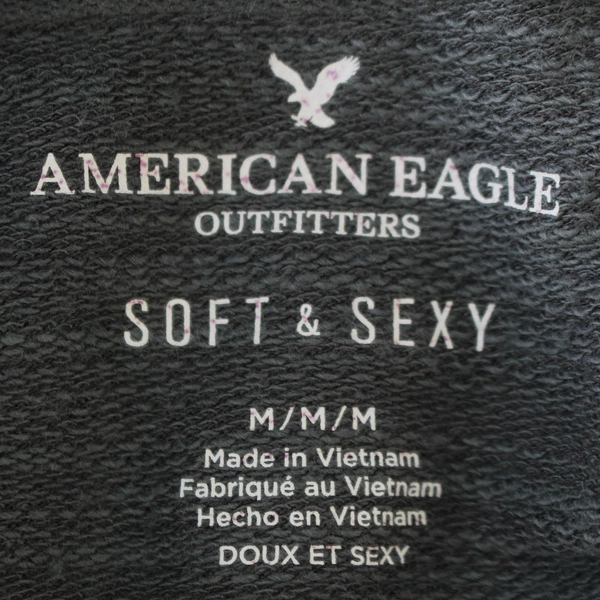 AMERICAN EAGLE
OUTFITTERS
SOFT & SEXY
M/M/M
Made in Vietnam
Fabriqué au Vietnam
Hecho en Vietnam
DOUX ET SEXY